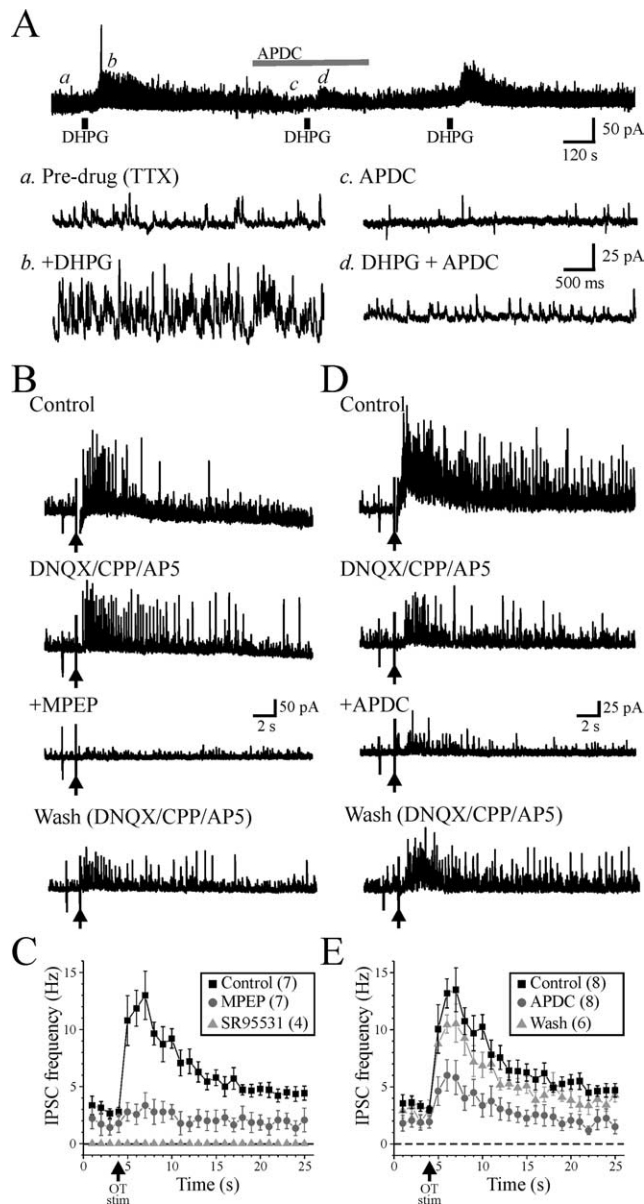 A
APDC
a
b
c
d
DHPG
DHPG
DHPG
50 pA
120 s
a. Pre-drug (TTX)
c. APDC
b. +DHPG
d. DHPG + APDC
25 pA
500 ms
B
Control
DNQX/CPP/AP5
+MPEP
50 pA
2 s
Wash (DNQX/CPP/AP5)
D
Control
DNQX/CPP/AP5
+APDC
25 pA
2 s
Wash (DNQX/CPP/AP5)
C
IPSC frequency (Hz)
15
10
5
0
Control (7)
MPEP (7)
SR95531 (4)
0 5 10 15 20 25
OT
stim
Time (s)
E
IPSC frequency (Hz)
15
10
5
0
Control (8)
APDC (8)
Wash (6)
0 5 10 15 20 25
OT
stim
Time (s)